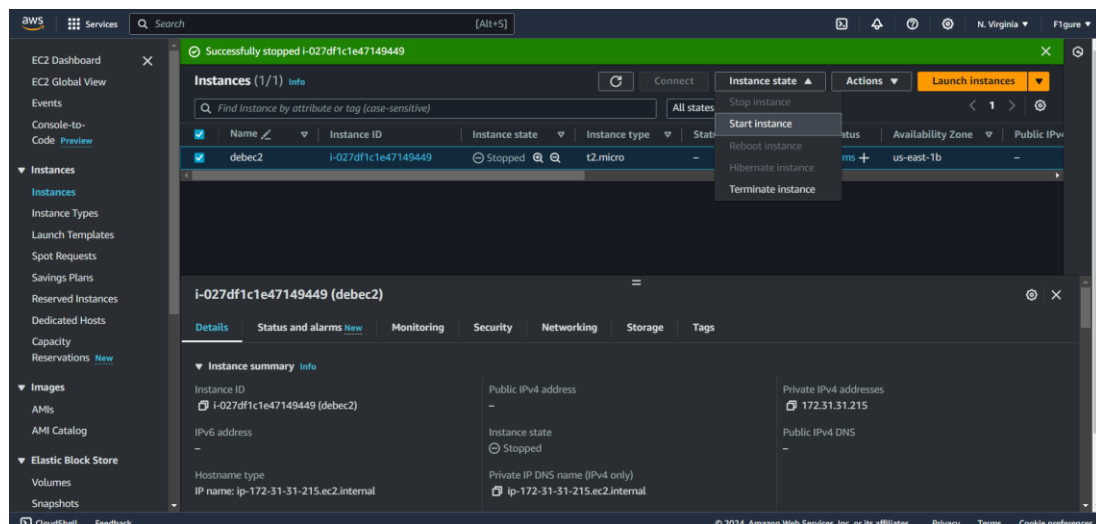 aws Services Search [Alt+S] N. Virginia F1gure
Successfully stopped i-027df1c1e47149449
EC2 Dashboard
EC2 Global View
Events
Console-to-
Code Preview
Instances
Instances
Instance Types
Launch Templates
Spot Requests
Savings Plans
Reserved Instances
Dedicated Hosts
Capacity
Reservations New
Images
AMIs
AMI Catalog
Elastic Block Store
Volumes
Snapshots
Instances (1/1) Info Connect Instance state Actions Launch instances
Find Instance by attribute or tag (case-sensitive) All states 1
Stop instance
Start instance
Reboot instance
Hibernate instance
Terminate instance
Name Instance ID Instance state Instance type Stat atus Availability Zone Public IPv4
debec2 i-027df1c1e47149449 Stopped t2.micro – ms + us-east-1b –
i-027df1c1e47149449 (debec2)
Details Status and alarms New Monitoring Security Networking Storage Tags
Instance summary Info
Instance ID Public IPv4 address Private IPv4 addresses
i-027df1c1e47149449 (debec2) – 172.31.31.215
IPv6 address Instance state Public IPv4 DNS
– Stopped –
Hostname type Private IP DNS name (IPv4 only)
IP name: ip-172-31-31-215.ec2.internal ip-172-31-31-215.ec2.internal
CloudShell Feedback © 2024, Amazon Web Services, Inc. or its affiliates. Privacy Terms Cookie preferences